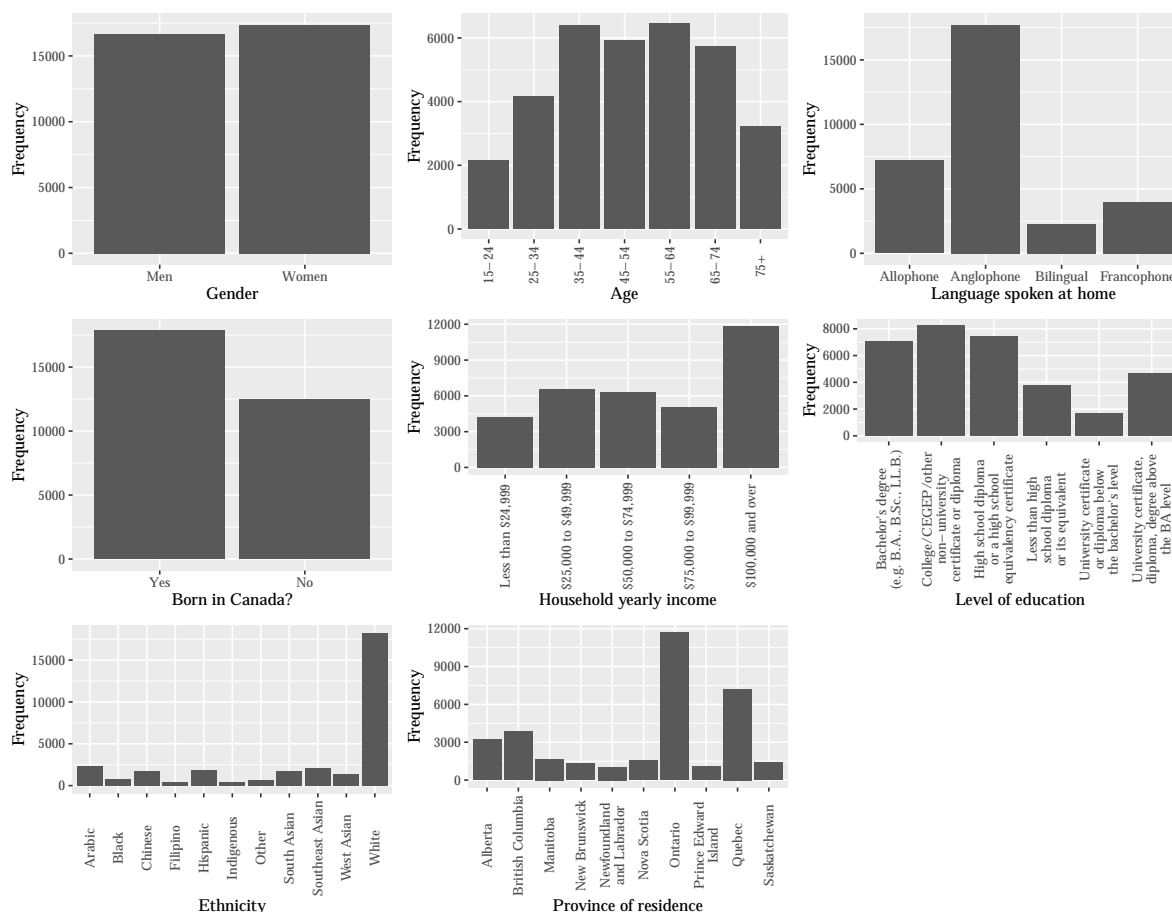 Frequency
15000
10000
5000
0
Men
Women
Gender
Frequency
6000
4000
2000
0
15−24
25−34
35−44
45−54
55−64
65−74
75+
Age
Frequency
15000
10000
5000
0
Allophone
Anglophone
Bilingual
Francophone
Language spoken at home
Frequency
15000
10000
5000
0
Yes
No
Born in Canada?
Frequency
12000
9000
6000
3000
0
Less than $24,999
$25,000 to $49,999
$50,000 to $74,999
$75,000 to $99,999
$100,000 and over
Household yearly income
Frequency
8000
6000
4000
2000
0
Bachelor's degree
(e.g. B.A., B.Sc., LL.B.)
College/CEGEP/other
non−university
certificate or diploma
High school diploma
or a high school
equivalency certificate
Less than high
school diploma
or its equivalent
University certificate
or diploma below
the bachelor's level
University certificate,
diploma, degree above
the BA level
Level of education
Frequency
15000
10000
5000
0
Arabic
Black
Chinese
Filipino
Hispanic
Indigenous
Other
South Asian
Southeast Asian
West Asian
White
Ethnicity
Frequency
12000
9000
6000
3000
0
Alberta
British Columbia
Manitoba
New Brunswick
Newfoundland
and Labrador
Nova Scotia
Ontario
Prince Edward
Island
Quebec
Saskatchewan
Province of residence